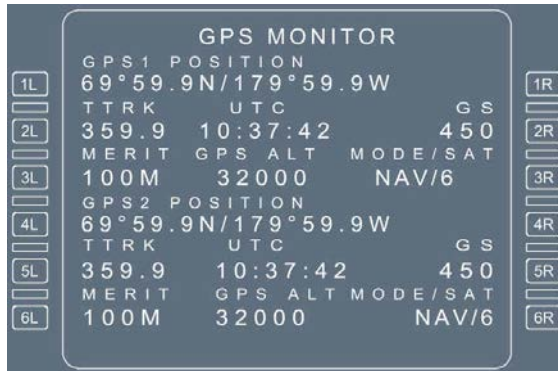 GPS MONITOR
GPS1 POSITION
1L 69°59.9N/179°59.9W 1R
TTRK UTC GS
2L 359.9 10:37:42 450 2R
MERIT GPS ALT MODE/SAT
3L 100M 32000 NAV/6 3R
GPS2 POSITION
4L 69°59.9N/179°59.9W 4R
TTRK UTC GS
5L 359.9 10:37:42 450 5R
MERIT GPS ALT MODE/SAT
6L 100M 32000 NAV/6 6R